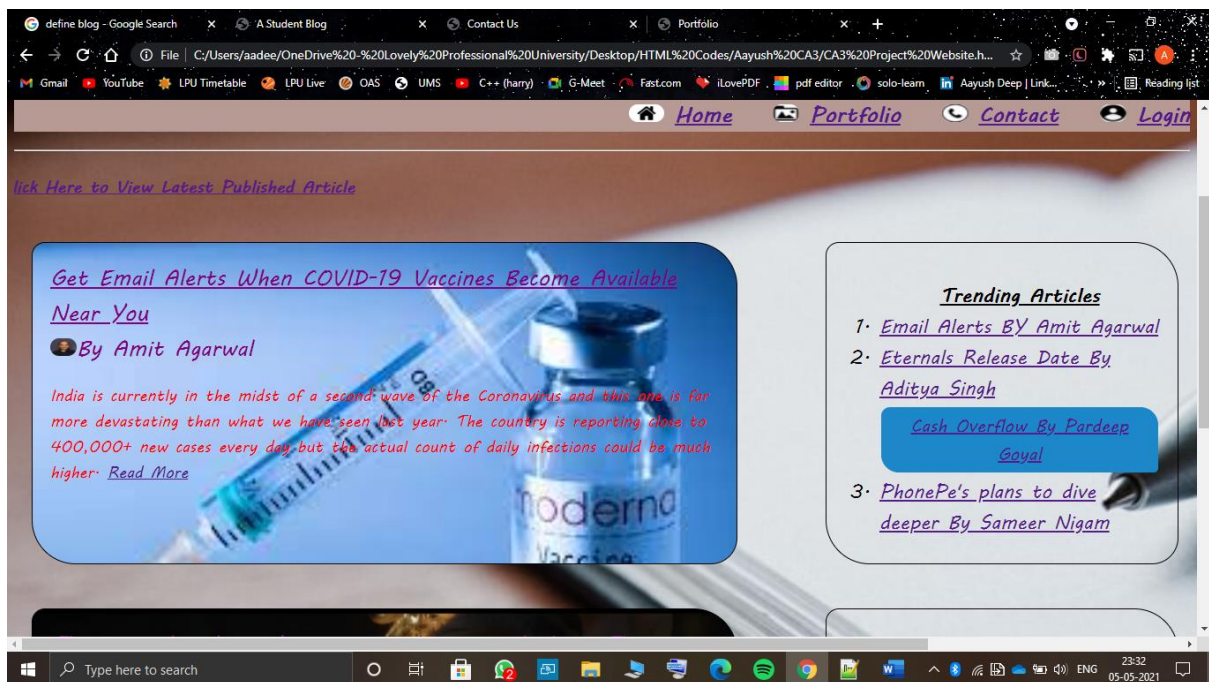 define blog - Google Search
A Student Blog
Contact Us
Portfolio
File
C:/Users/aadee/OneDrive%20-%20Lovely%20Professional%20University/Desktop/HTML%20Codes/Aayush%20CA3/CA3%20Project%20Website.h...
Gmail YouTube LPU Timetable LPU Live OAS UMS C++ (harry) G-Meet Fast.com iLovePDF pdf editor solo-learn Aayush Deep | Link... » Reading list
Home Portfolio Contact Login
lick Here to View Latest Published Article
Get Email Alerts When COVID-19 Vaccines Become Available
Near You
By Amit Agarwal
India is currently in the midst of a second wave of the Coronavirus and this one is far
more devastating than what we have seen last year. The country is reporting close to
400,000+ new cases every day but the actual count of daily infections could be much
higher. Read More
80
moderna
Vaccine
Trending Articles
1. Email Alerts BY Amit Agarwal
2. Eternals Release Date By
Aditya Singh
Cash Overflow By Pardeep
Goyal
3. PhonePe's plans to dive
deeper By Sameer Nigam
Type here to search
2
ENG
23:32
05-05-2021